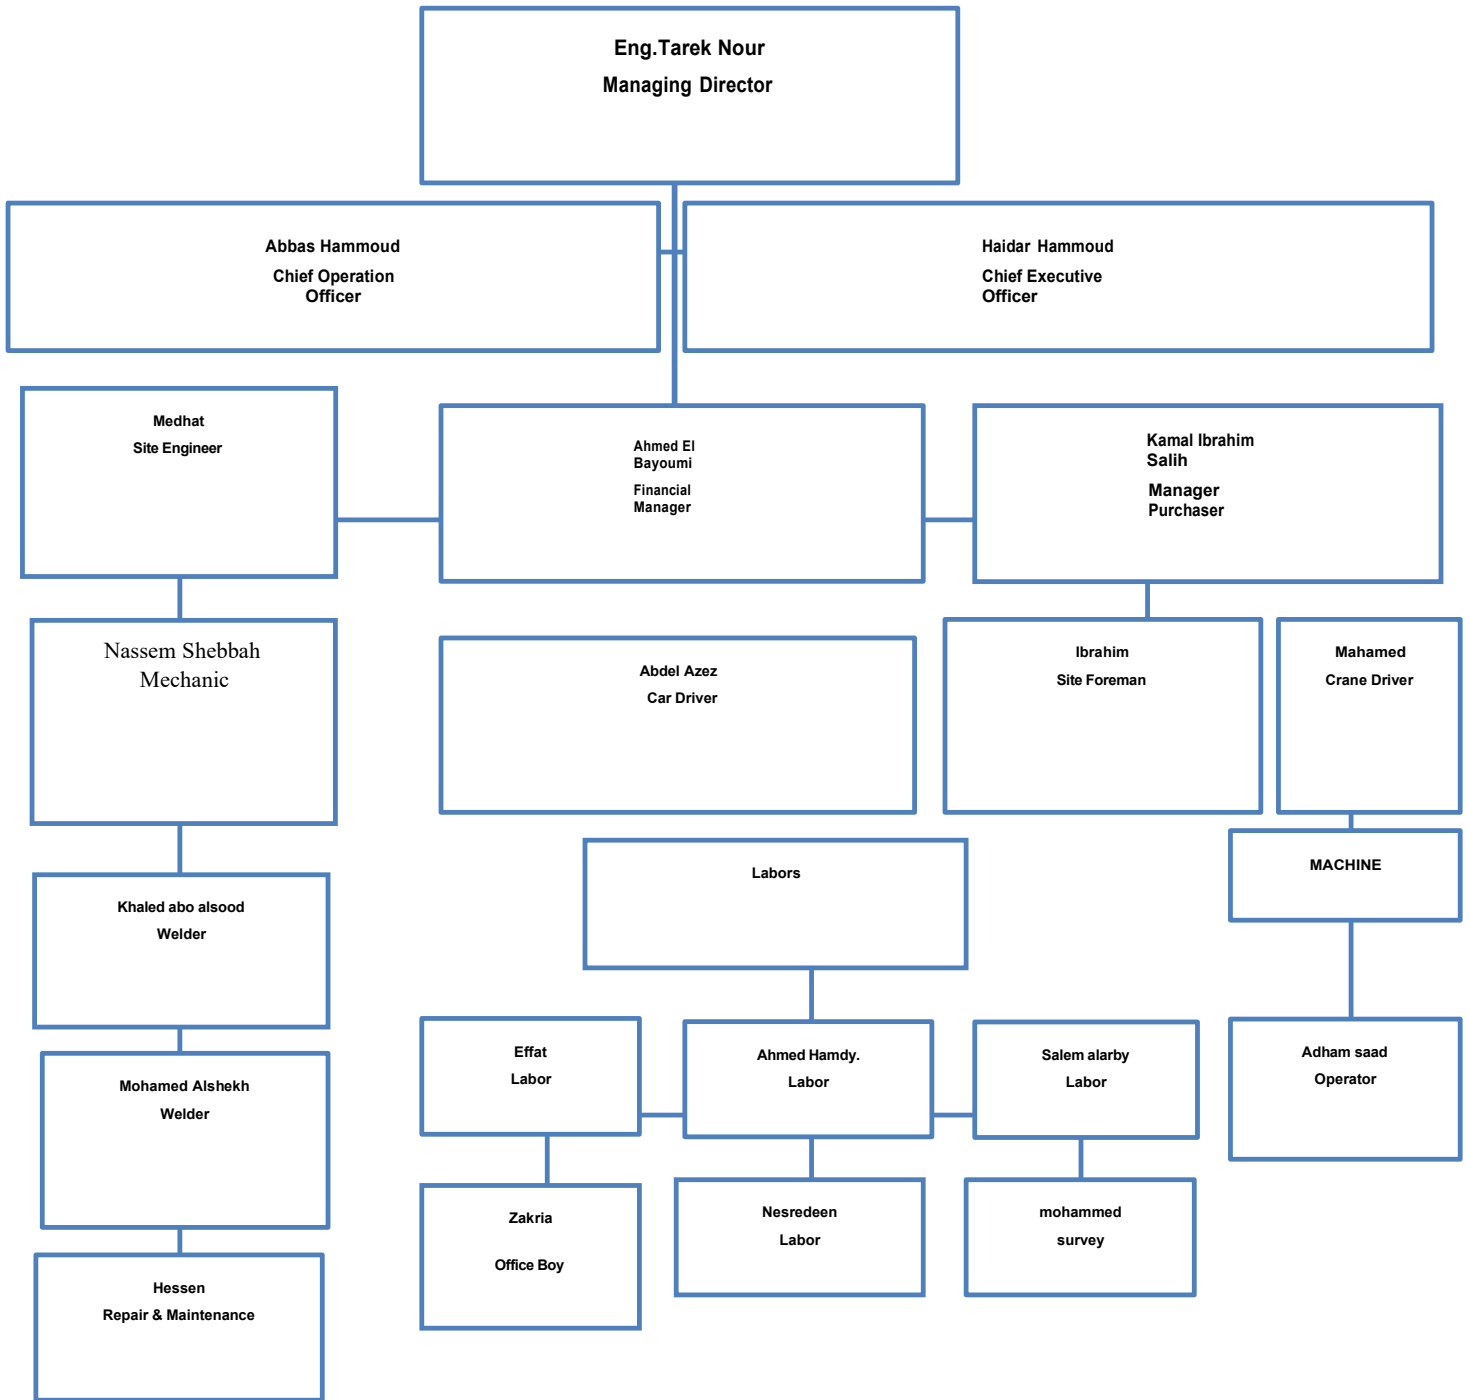 Eng.Tarek Nour
Managing Director
Abbas Hammoud
Chief Operation
Officer
Haidar Hammoud
Chief Executive
Officer
Medhat
Site Engineer
Ahmed El
Bayoumi
Financial
Manager
Kamal Ibrahim
Salih
Manager
Purchaser
Nassem Shebbah
Mechanic
Abdel Azez
Car Driver
Ibrahim
Site Foreman
Mahamed
Crane Driver
Labors
MACHINE
Khaled abo alsood
Welder
Effat
Labor
Ahmed Hamdy.
Labor
Salem alarby
Labor
Adham saad
Operator
Mohamed Alshekh
Welder
Zakria
Office Boy
Nesredeen
Labor
mohammed
survey
Hessen
Repair & Maintenance